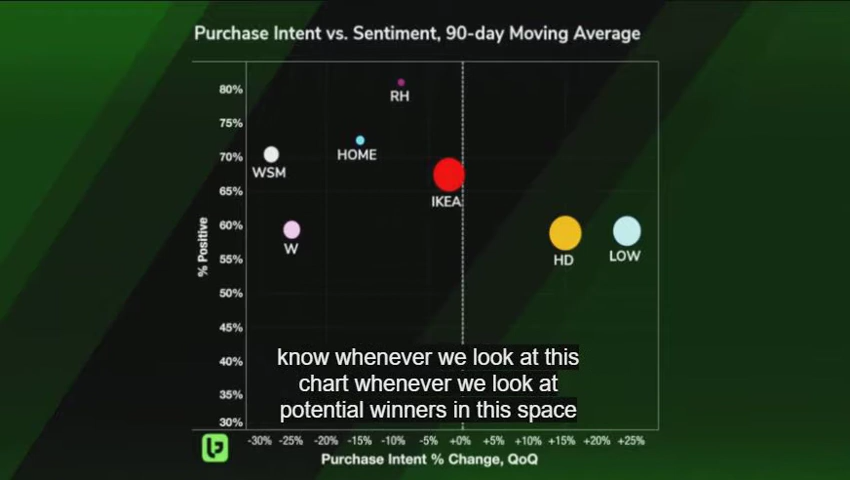 Purchase Intent vs. Sentiment, 90-day Moving Average
80%
RH
75%
HOME
70%
WSM
65%
IKEA
60%
W
HD
LOW
55%
50%
45%
40%
35%
30%
% Positive
know whenever we look at this
chart whenever we look at
potential winners in this space
-30% -25% -20% -15% -10% -5% +0% +5% +10% +15% +20% +25%
Purchase Intent % Change, QoQ